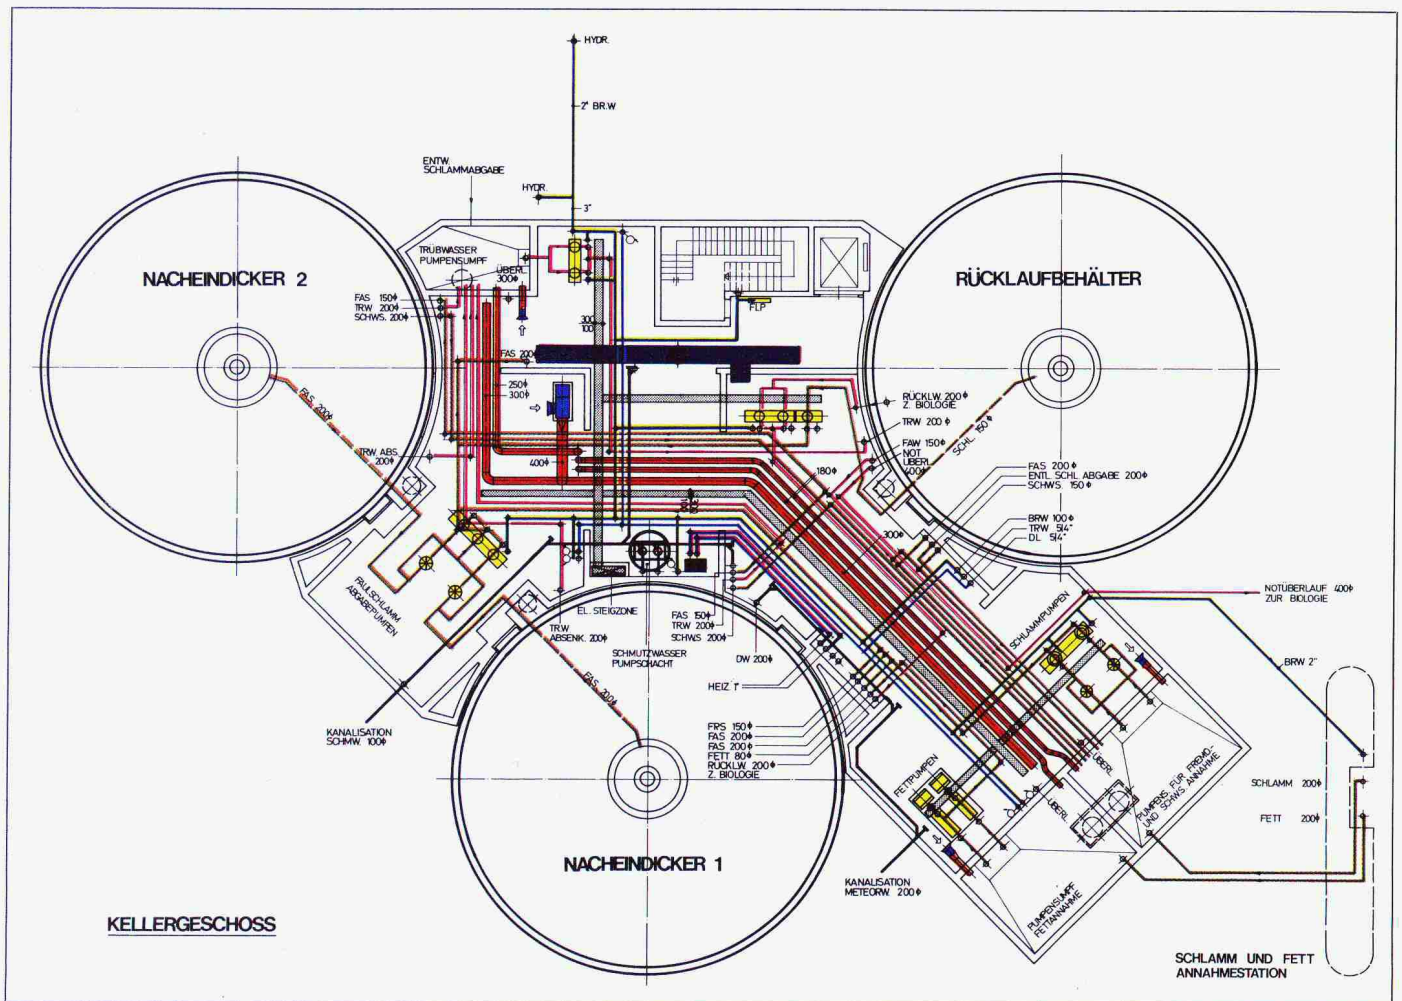 HYDR.
2" BR.W
ENTW.
SCHLAMMABGABE
HYDR.
3"
TRÜBWASSER
PUMPENSUMPF
ÜBERL.
300⌀
NACHEINDICKER 2
RÜCKLAUFBEHÄLTER
FAS 150⌀
TRW 200⌀
SCHWS. 200⌀
FLP
300
100
FAS 200⌀
250⌀
300⌀
FAS. 200⌀
RÜCKLW. 200⌀
Z. BIOLOGIE
TRW 200⌀
SCHL 150⌀
FAW 150⌀
NOT
ÜBERL
400⌀
TRW. ABS.
200⌀
400⌀
180⌀
FAS 200⌀
ENTL SCHL ABGABE 200⌀
SCHWS 150⌀
BRW 100⌀
TRW 5/4"
DL 5/4"
300⌀
FAULSCHLAMM
ABGABEPUMPEN
EL. STEIGZONE
TR.W
ABSENK. 200⌀
FAS 150⌀
TRW 200⌀
SCHWS 200⌀
SCHMUTZWASSER
PUMPSCHACHT
DW 200⌀
HEIZ 1"
SCHLAMMPUMPEN
NOTÜBERLAUF 400⌀
ZUR BIOLOGIE
BRW 2"
FAS. 200⌀
KANALISATION
SCHMW. 100⌀
FRS 150⌀
FAS 200⌀
FAS 200⌀
FETT 80⌀
RÜCKLW. 200⌀
Z. BIOLOGIE
FETTPUMPEN
ÜBERL
ÜBERL.
PUMPENS. FÜR FREMD-
UND SCHWS. ANNAHME
SCHLAMM 200⌀
FETT 200⌀
NACHEINDICKER 1
KANALISATION
METEORW. 200⌀
PUMPENSUMPF
FETTANNAHME
KELLERGESCHOSS
SCHLAMM UND FETT
ANNAHMESTATION